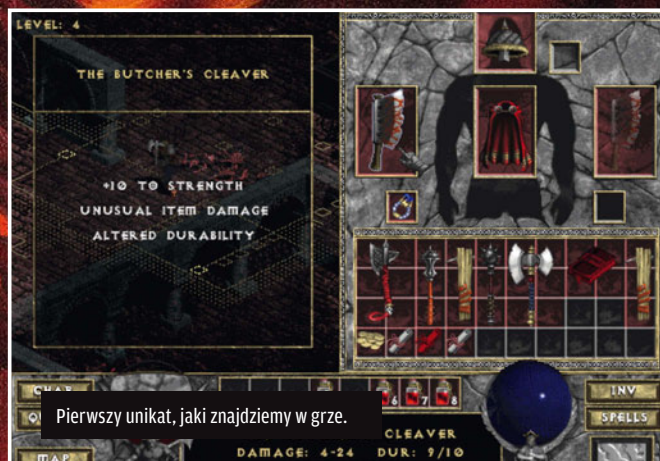 LEVEL: 4
THE BUTCHER'S CLEAVER
+10 TO STRENGTH
UNUSUAL ITEM DAMAGE
ALTERED DURABILITY
CHAR
6 7 8
INV
Pierwszy unikat, jaki znajdziemy w grze.
CLEAVER
SPELLS
MAP
DAMAGE: 4-24 DUR: 9/10